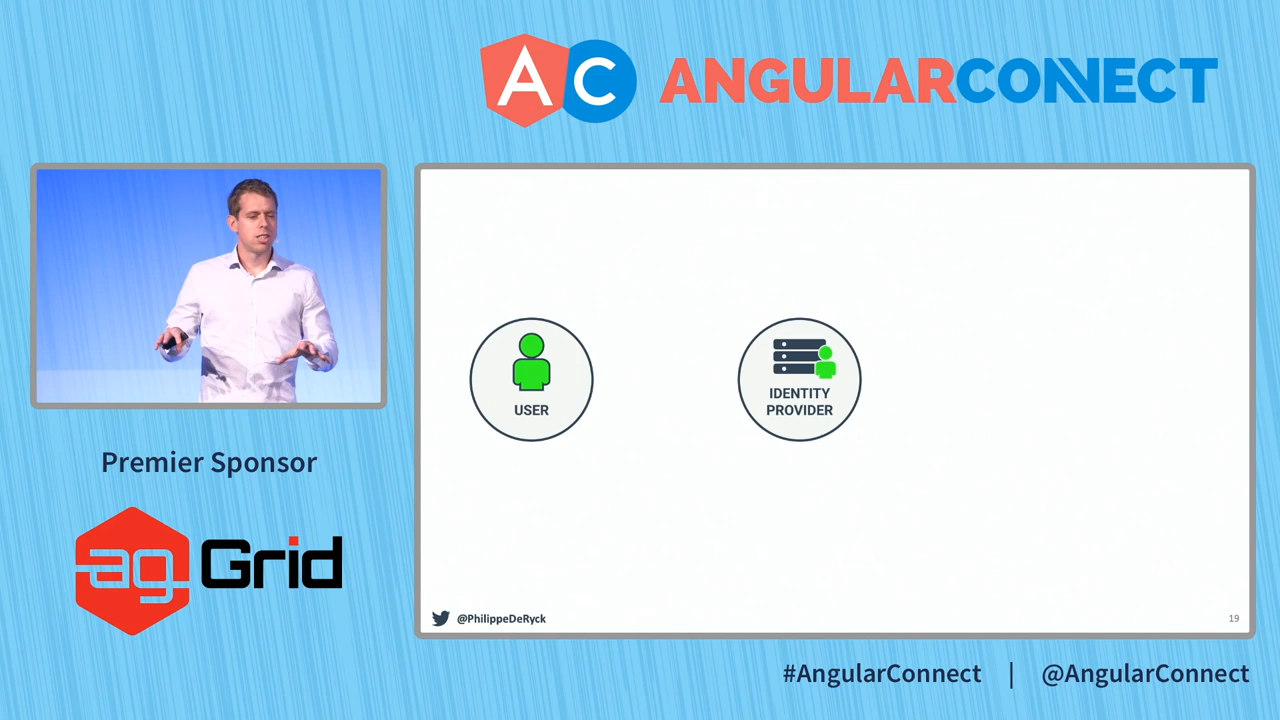 AC ANGULARCONNECT
USER
IDENTITY
PROVIDER
@PhilippeDeRyck
19
Premier Sponsor
ag Grid
#AngularConnect | @AngularConnect